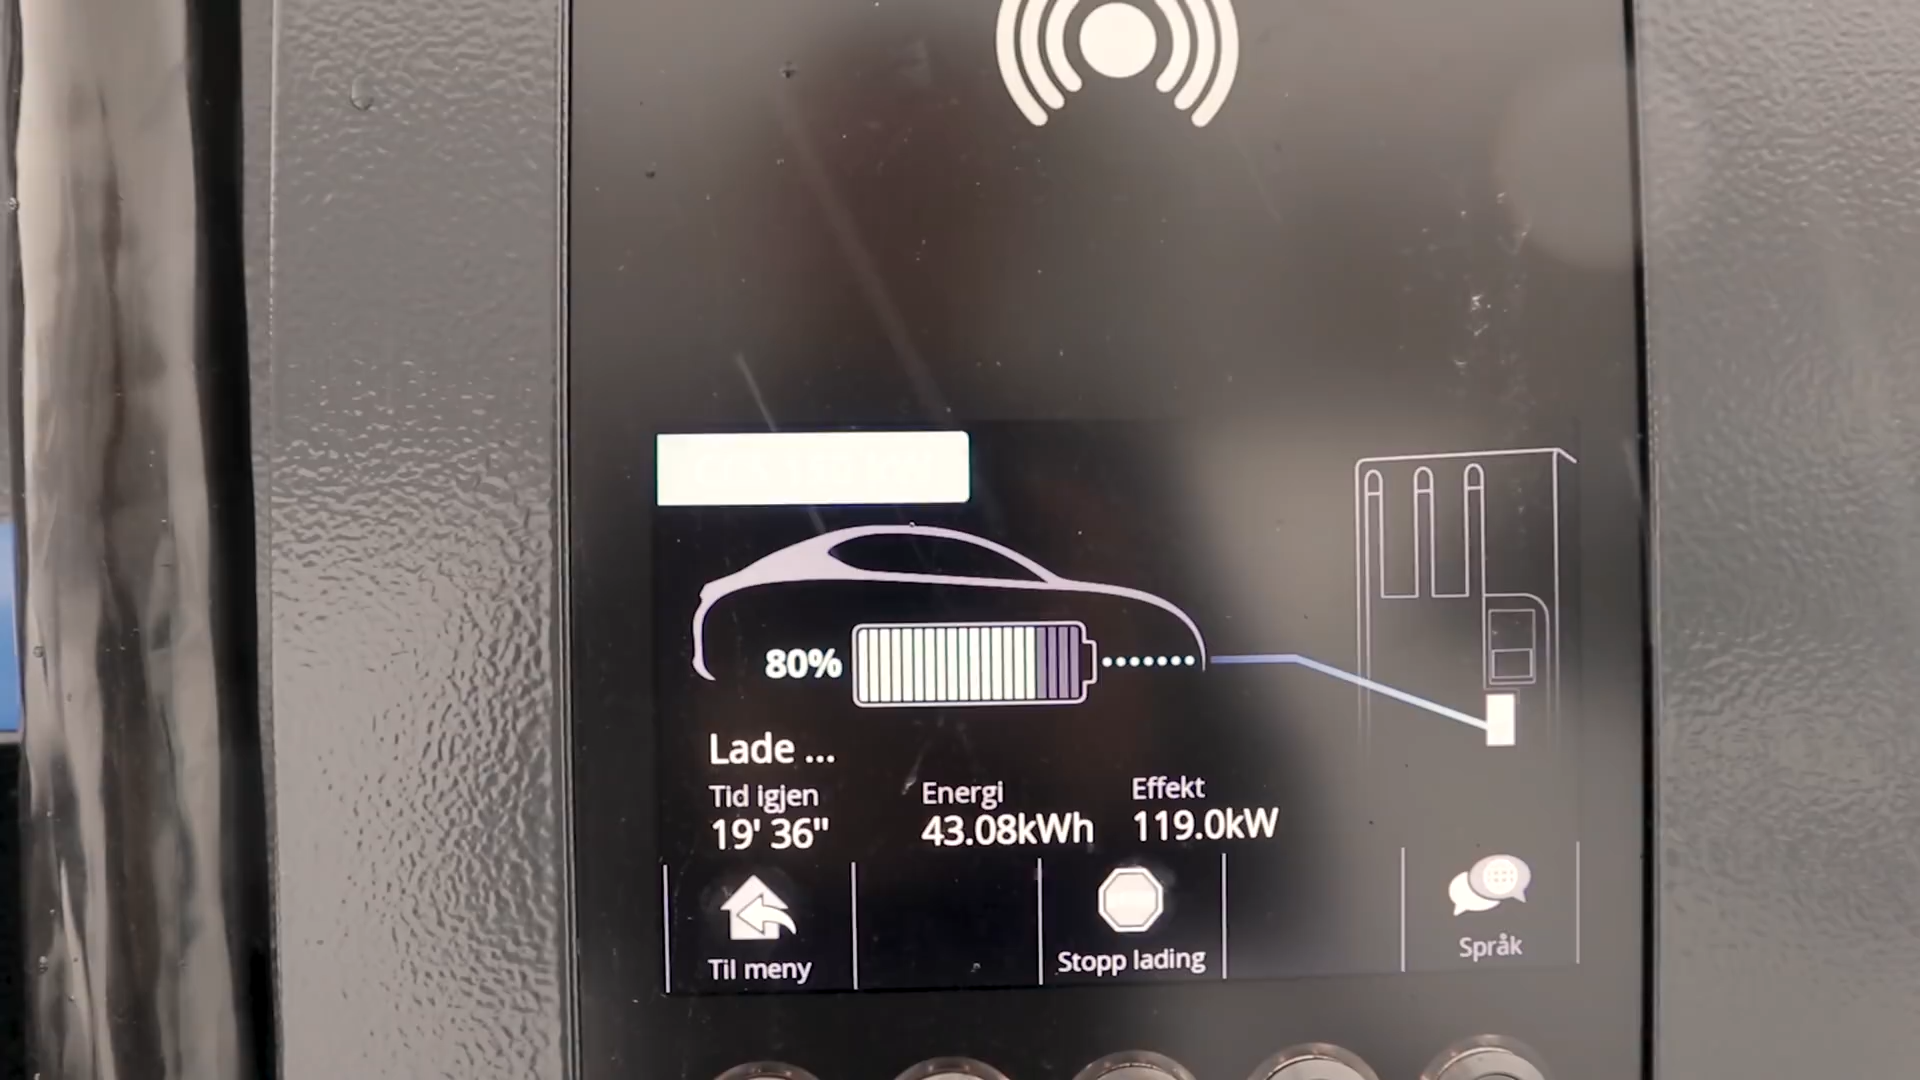 80%
Lade ...
Tid igjen Energi Effekt
19' 36" 43.08kWh 119.0kW
Til meny Stopp lading Språk